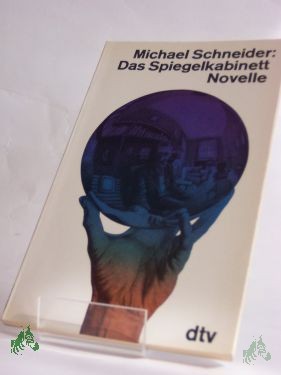 Michael Schneider:
Das Spiegelkabinett
Novelle
dtv